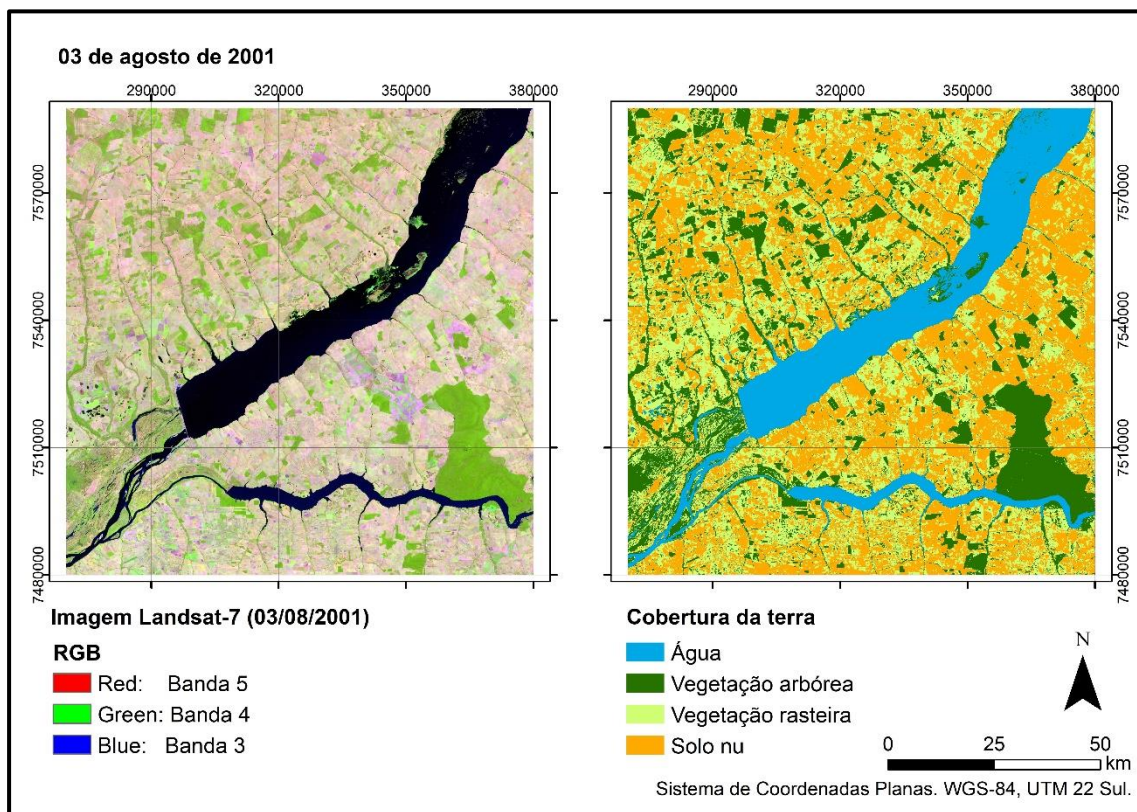 03 de agosto de 2001
290000 320000 350000 380000
7570000
7540000
7510000
7480000
290000 320000 350000 380000
7570000
7540000
7510000
7480000
Imagem Landsat-7 (03/08/2001)
RGB
Red: Banda 5
Green: Banda 4
Blue: Banda 3
Cobertura da terra
Água
Vegetação arbórea
Vegetação rasteira
Solo nu
N
0 25 50
km
Sistema de Coordenadas Planas. WGS-84, UTM 22 Sul.